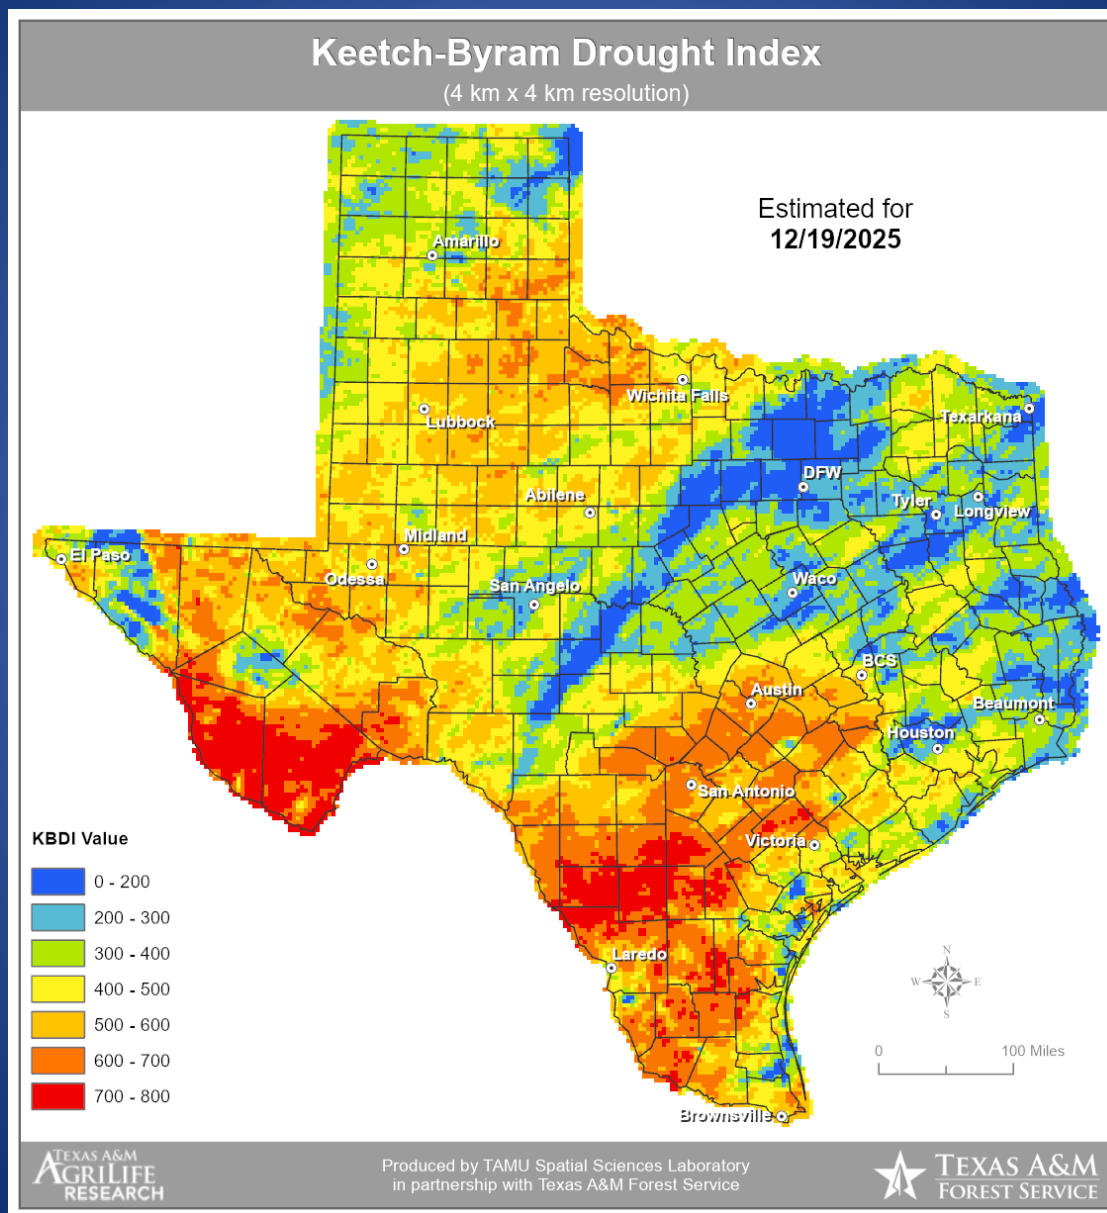 Keetch-Byram Drought Index
(4 km x 4 km resolution)
Estimated for
12/19/2025
Amarillo
Wichita Falls
Lubbock
Texarkana
DFW
Abilene
Tyler
Longview
Midland
El Paso
Odessa
San Angelo
Waco
BCS
Austin
Beaumont
Houston
San Antonio
Victoria
Laredo
Brownsville
KBDI Value
0 - 200
200 - 300
300 - 400
400 - 500
500 - 600
600 - 700
700 - 800
N
W
E
S
0
100 Miles
TEXAS A&M
AGRILIFE
RESEARCH
Produced by TAMU Spatial Sciences Laboratory
in partnership with Texas A&M Forest Service
TEXAS A&M
FOREST SERVICE